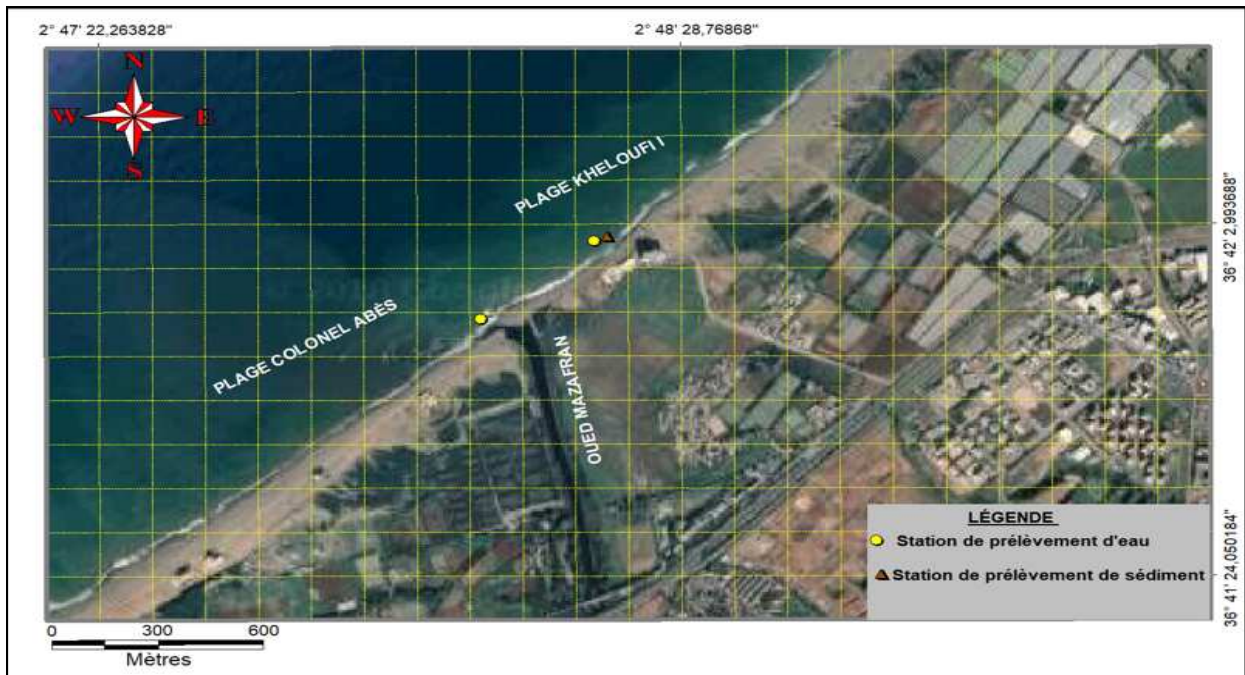 2° 47' 22,263828"
2° 48' 28,76868"
N
W
E
S
PLAGE KHELOUFI I
36° 42' 2,993688"
PLAGE COLONEL ABÈS
OUED MAZAFRAN
LÉGENDE
Station de prélèvement d'eau
Station de prélèvement de sédiment
36° 41' 24,050184"
0 300 600
Mètres